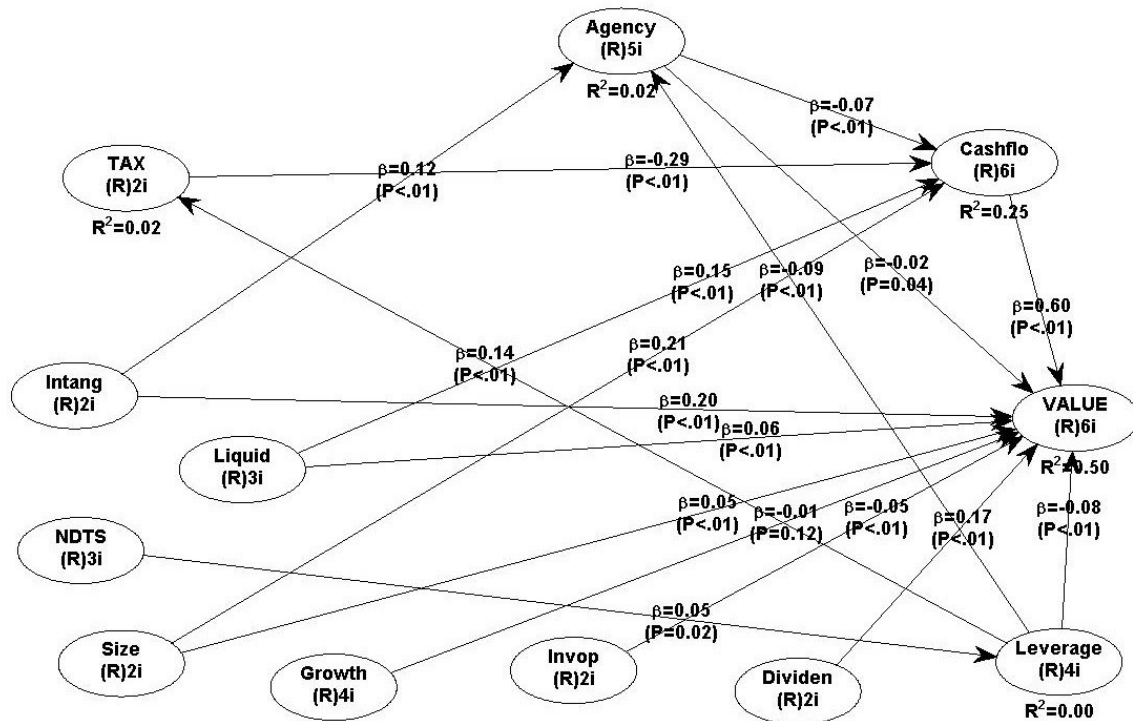 Agency
(R)5i
R²=0.02
β=-0.07
(P<.01)
TAX
(R)2i
R²=0.02
β=0.12
(P<.01)
β=-0.29
(P<.01)
Cashflo
(R)6i
R²=0.25
β=0.15
(P<.01)
β=-0.09
(P<.01)
β=-0.02
(P=0.04)
β=0.60
(P<.01)
β=0.14
(P<.01)
β=0.21
(P<.01)
Intang
(R)2i
β=0.20
(P<.01)
VALUE
(R)6i
R²=0.50
β=0.06
(P<.01)
Liquid
(R)3i
β=0.05
(P<.01)
β=-0.01
(P=0.12)
β=-0.05
(P<.01)
β=0.17
(P<.01)
β=-0.08
(P<.01)
NDTS
(R)3i
β=0.05
(P=0.02)
Size
(R)2i
Growth
(R)4i
Invop
(R)2i
Dividen
(R)2i
Leverage
(R)4i
R²=0.00